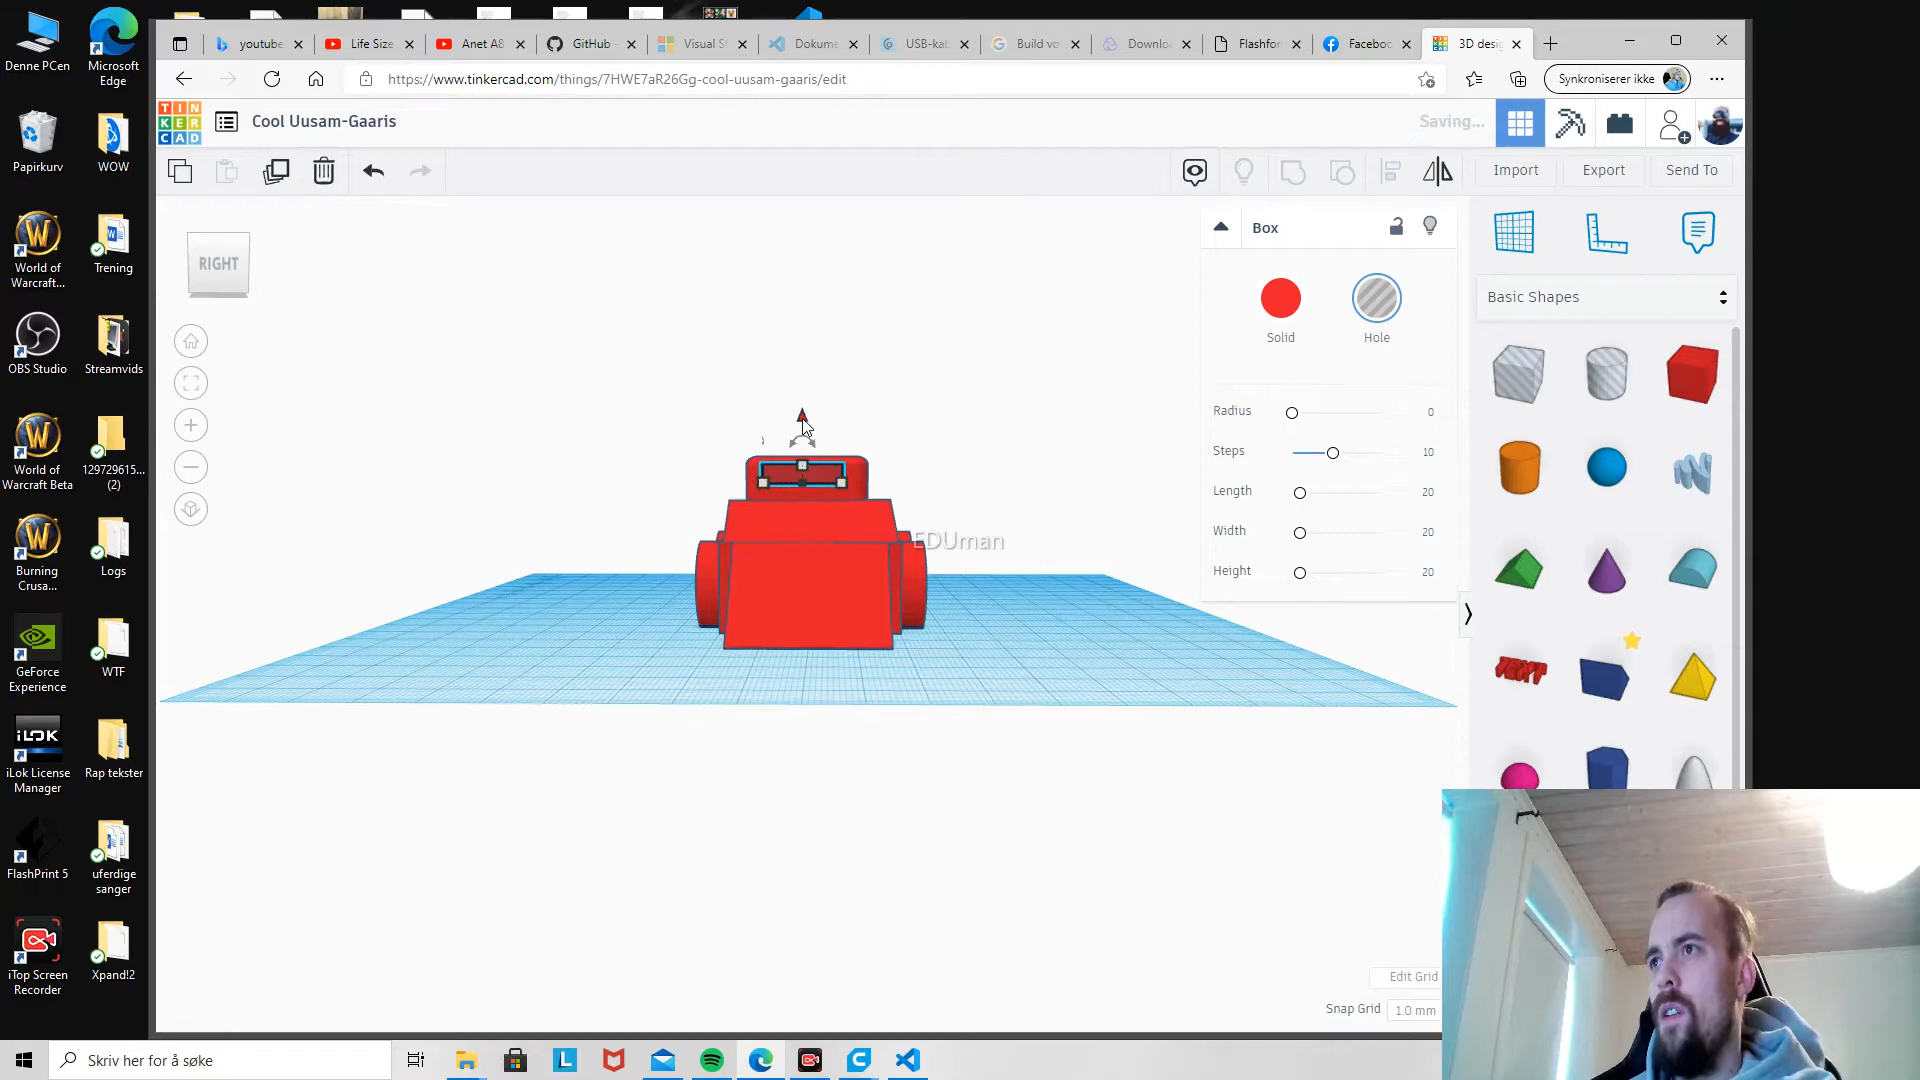 Denne PCen
Microsoft
Edge
Papirkurv
WOW
World of
Warcraft...
Trening
OBS Studio
Streamvids
World of
Warcraft Beta
129729615...
(2)
Burning
Crusa...
Logs
GeForce
Experience
WTF
iLOK
iLok License
Manager
Rap tekster
FlashPrint 5
uferdige
sanger
iTop Screen
Recorder
Xpand!2
youtube
Life Size
Anet A8
GitHub -
Visual S
Dokume
USB-kab
Build vo
Downlo
Flashfor
Faceboo
3D desig
https://www.tinkercad.com/things/7HWE7aR26Gg-cool-uusam-gaaris/edit
Synkroniserer ikke
TIN
KER
CAD
Cool Uusam-Gaaris
Saving...
Import
Export
Send To
RIGHT
Box
Solid
Hole
Radius
0
Steps
10
Length
20
Width
20
Height
20
Basic Shapes
TEXT
EDUman
Edit Grid
Snap Grid
1.0 mm
Skriv her for å søke